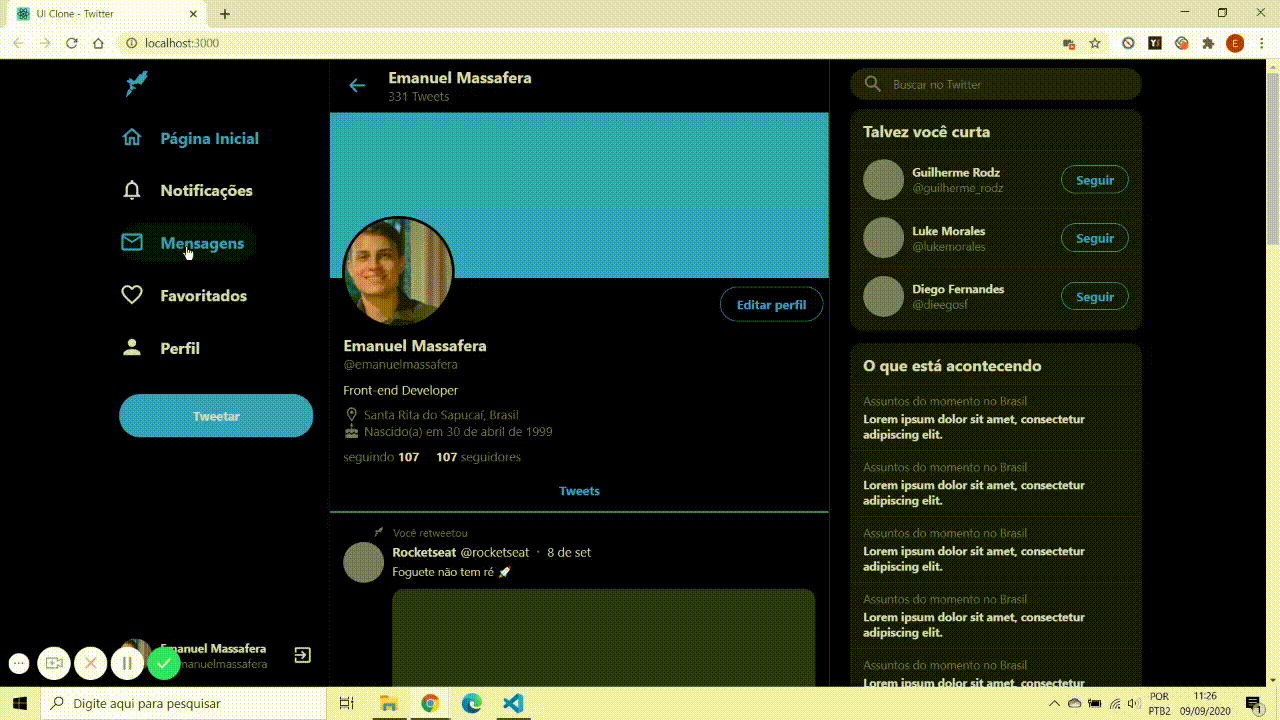 UI Clone - Twitter
localhost:3000
E
Página Inicial
Notificações
Mensagens
Favoritados
Perfil
Tweetar
Emanuel Massafera
Emanuel Massafera
331 Tweets
Editar perfil
Emanuel Massafera
@emanuelmassafera
Front-end Developer
Santa Rita do Sapucaí, Brasil
Nascido(a) em 30 de abril de 1999
seguindo 107 107 seguidores
Tweets
Você retweetou
Rocketseat @rocketseat · 8 de set
Foguete não tem ré 🚀
Buscar no Twitter
Talvez você curta
Guilherme Rodz
@guilherme_rodz
Seguir
Luke Morales
@lukemorales
Seguir
Diego Fernandes
@dieegosf
Seguir
O que está acontecendo
Assuntos do momento no Brasil
Lorem ipsum dolor sit amet, consectetur
adipiscing elit.
Assuntos do momento no Brasil
Lorem ipsum dolor sit amet, consectetur
adipiscing elit.
Assuntos do momento no Brasil
Lorem ipsum dolor sit amet, consectetur
adipiscing elit.
Assuntos do momento no Brasil
Lorem ipsum dolor sit amet, consectetur
adipiscing elit.
Assuntos do momento no Brasil
Lorem ipsum dolor sit amet, consectetur
Digite aqui para pesquisar
POR
PTB2
11:26
09/09/2020
1